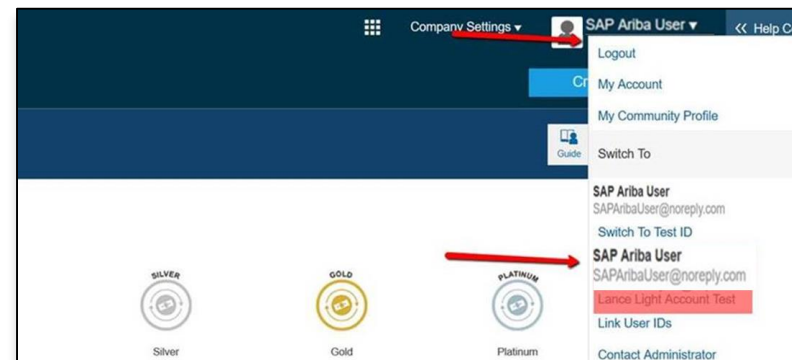 Company Settings ▾
SAP Ariba User ▾
« Help C
Logout
Cr
My Account
My Community Profile
Guide
Switch To
SAP Ariba User
SAPAribaUser@noreply.com
Switch To Test ID
SAP Ariba User
SAPAribaUser@noreply.com
Lance Light Account Test
Link User IDs
Contact Administrator
SILVER
GOLD
PLATINUM
Silver
Gold
Platinum